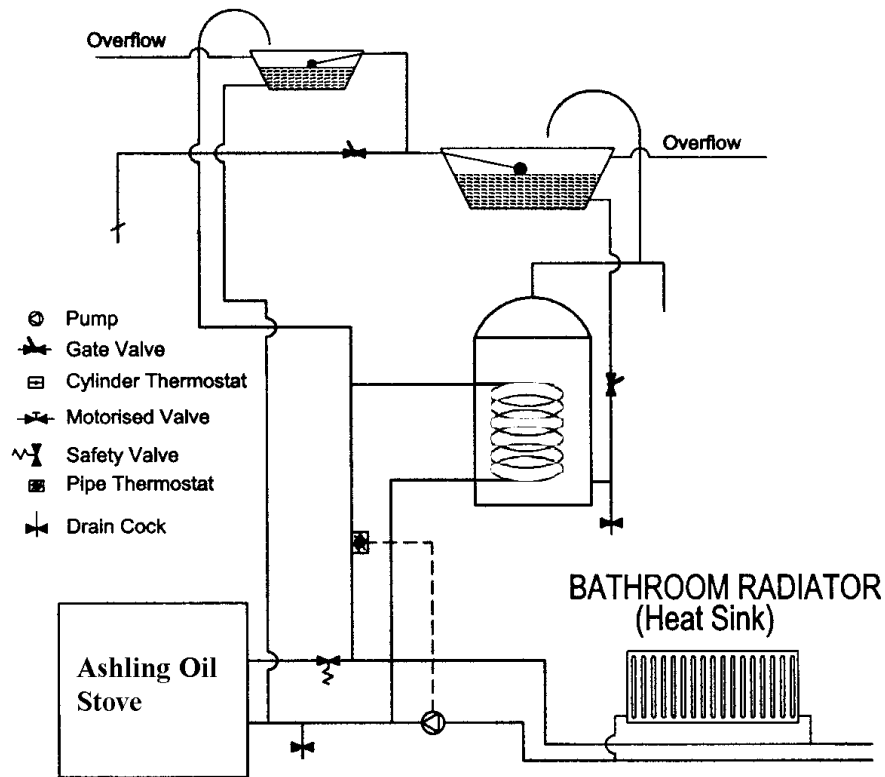 Overflow
Overflow
Pump
Gate Valve
Cylinder Thermostat
Motorised Valve
Safety Valve
Pipe Thermostat
Drain Cock
BATHROOM RADIATOR
(Heat Sink)
Ashling Oil
Stove